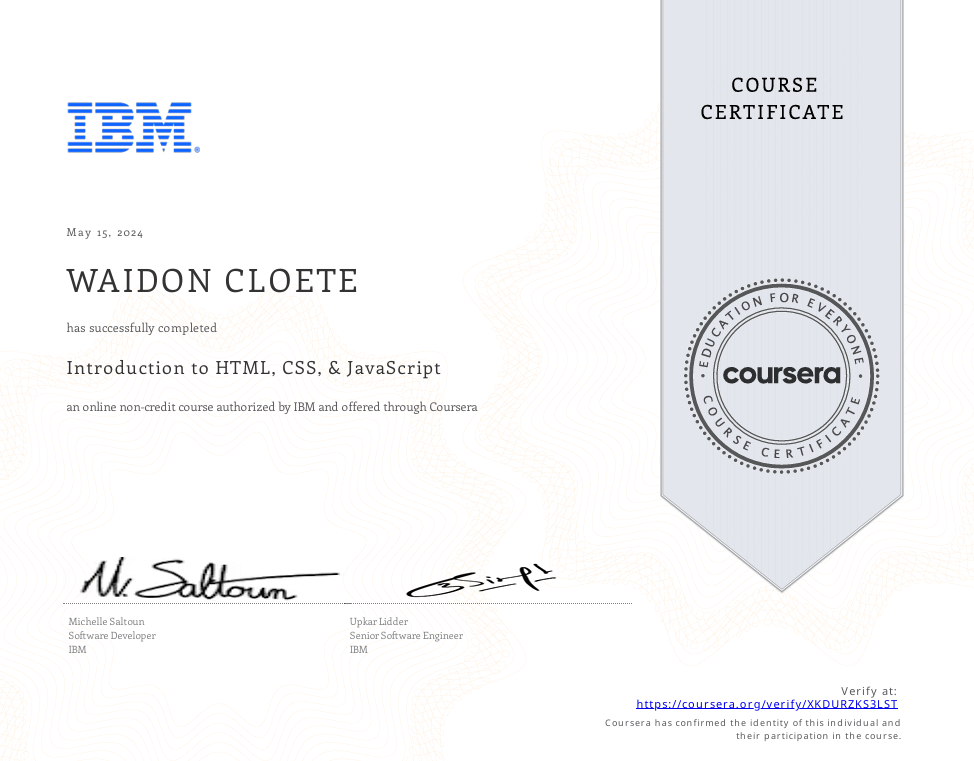 COURSE
CERTIFICATE
IBM®
May 15, 2024
WAIDON CLOETE
has successfully completed
Introduction to HTML, CSS, & JavaScript
an online non-credit course authorized by IBM and offered through Coursera
EDUCATION FOR EVERYONE
coursera
COURSE CERTIFICATE
M. Saltoun
Michelle Saltoun
Software Developer
IBM
Upkar Lidder
Senior Software Engineer
IBM
Verify at:
https://coursera.org/verify/XKDURZKS3LST
Coursera has confirmed the identity of this individual and
their participation in the course.